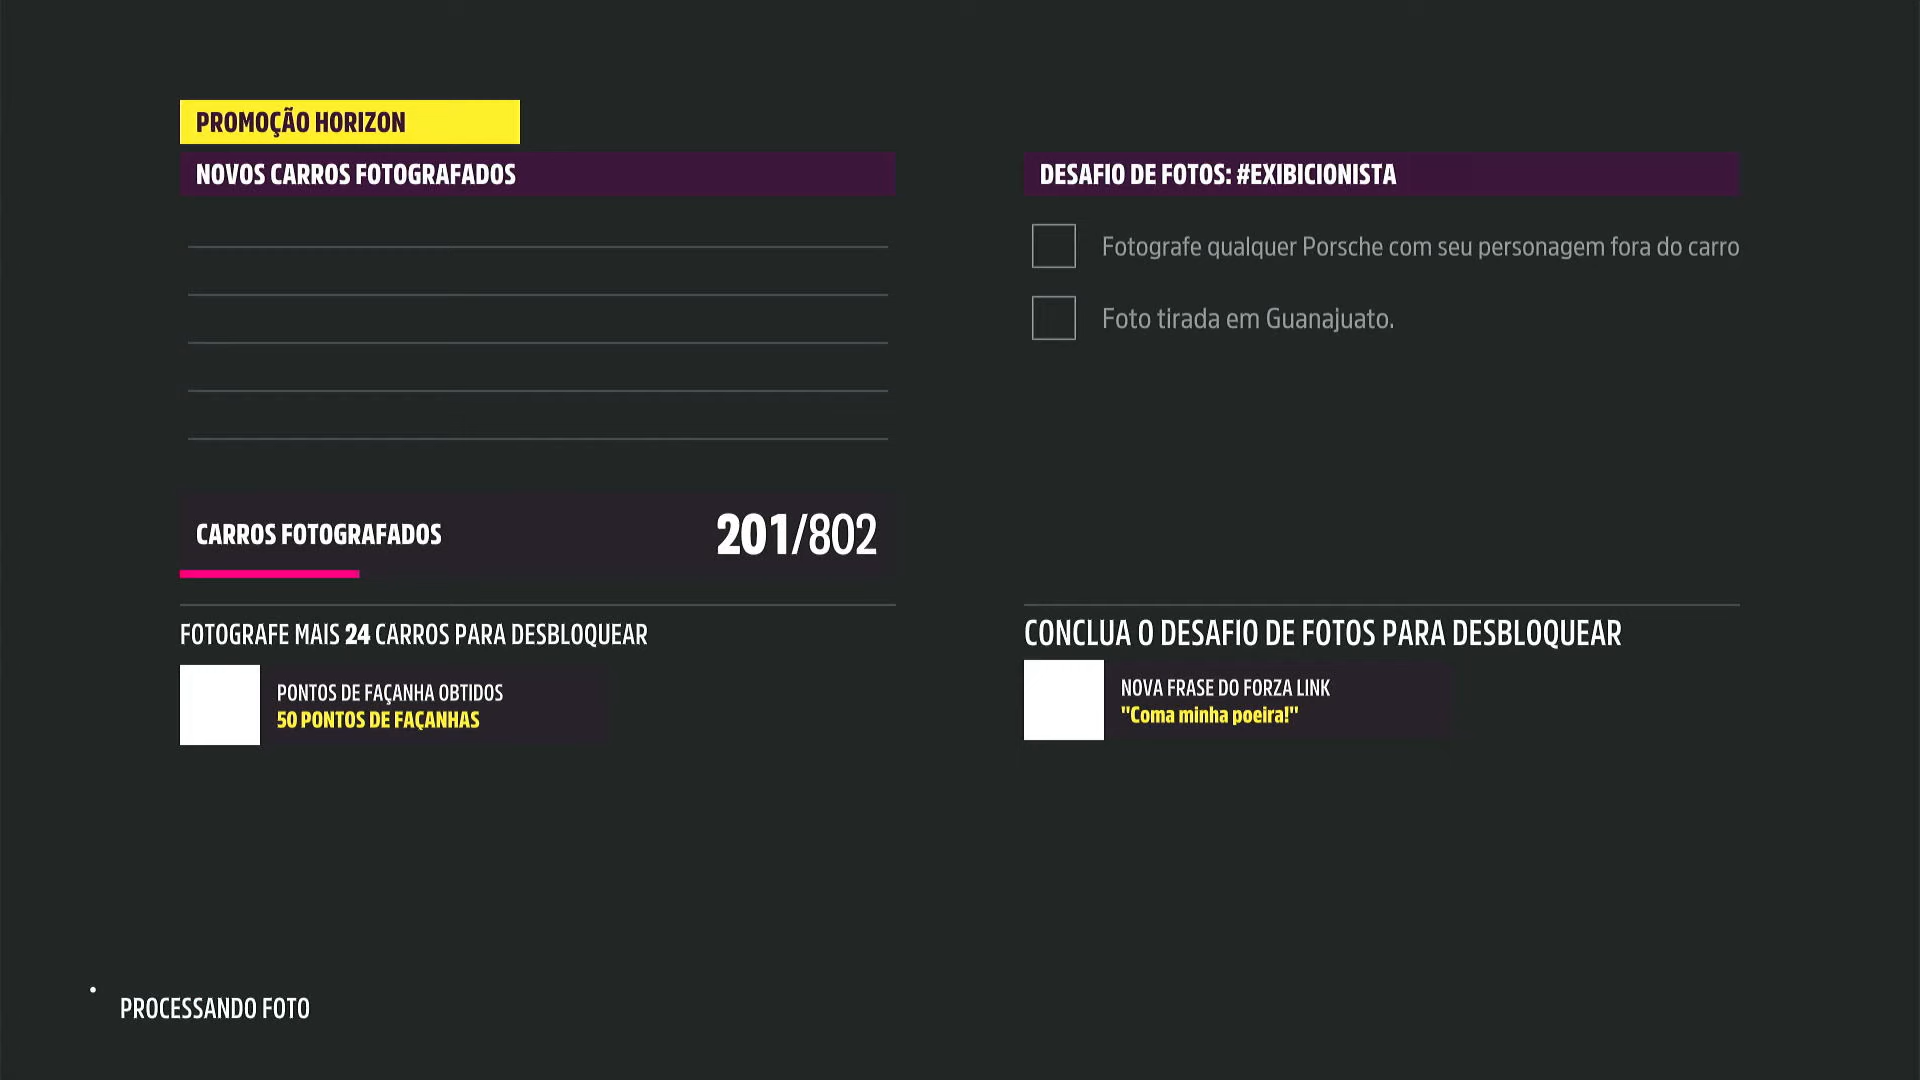 PROMOÇÃO HORIZON
NOVOS CARROS FOTOGRAFADOS
CARROS FOTOGRAFADOS
201/802
FOTOGRAFE MAIS 24 CARROS PARA DESBLOQUEAR
PONTOS DE FAÇANHA OBTIDOS
50 PONTOS DE FAÇANHAS
DESAFIO DE FOTOS: #EXIBICIONISTA
Fotografe qualquer Porsche com seu personagem fora do carro
Foto tirada em Guanajuato.
CONCLUA O DESAFIO DE FOTOS PARA DESBLOQUEAR
NOVA FRASE DO FORZA LINK
"Coma minha poeira!"
PROCESSANDO FOTO